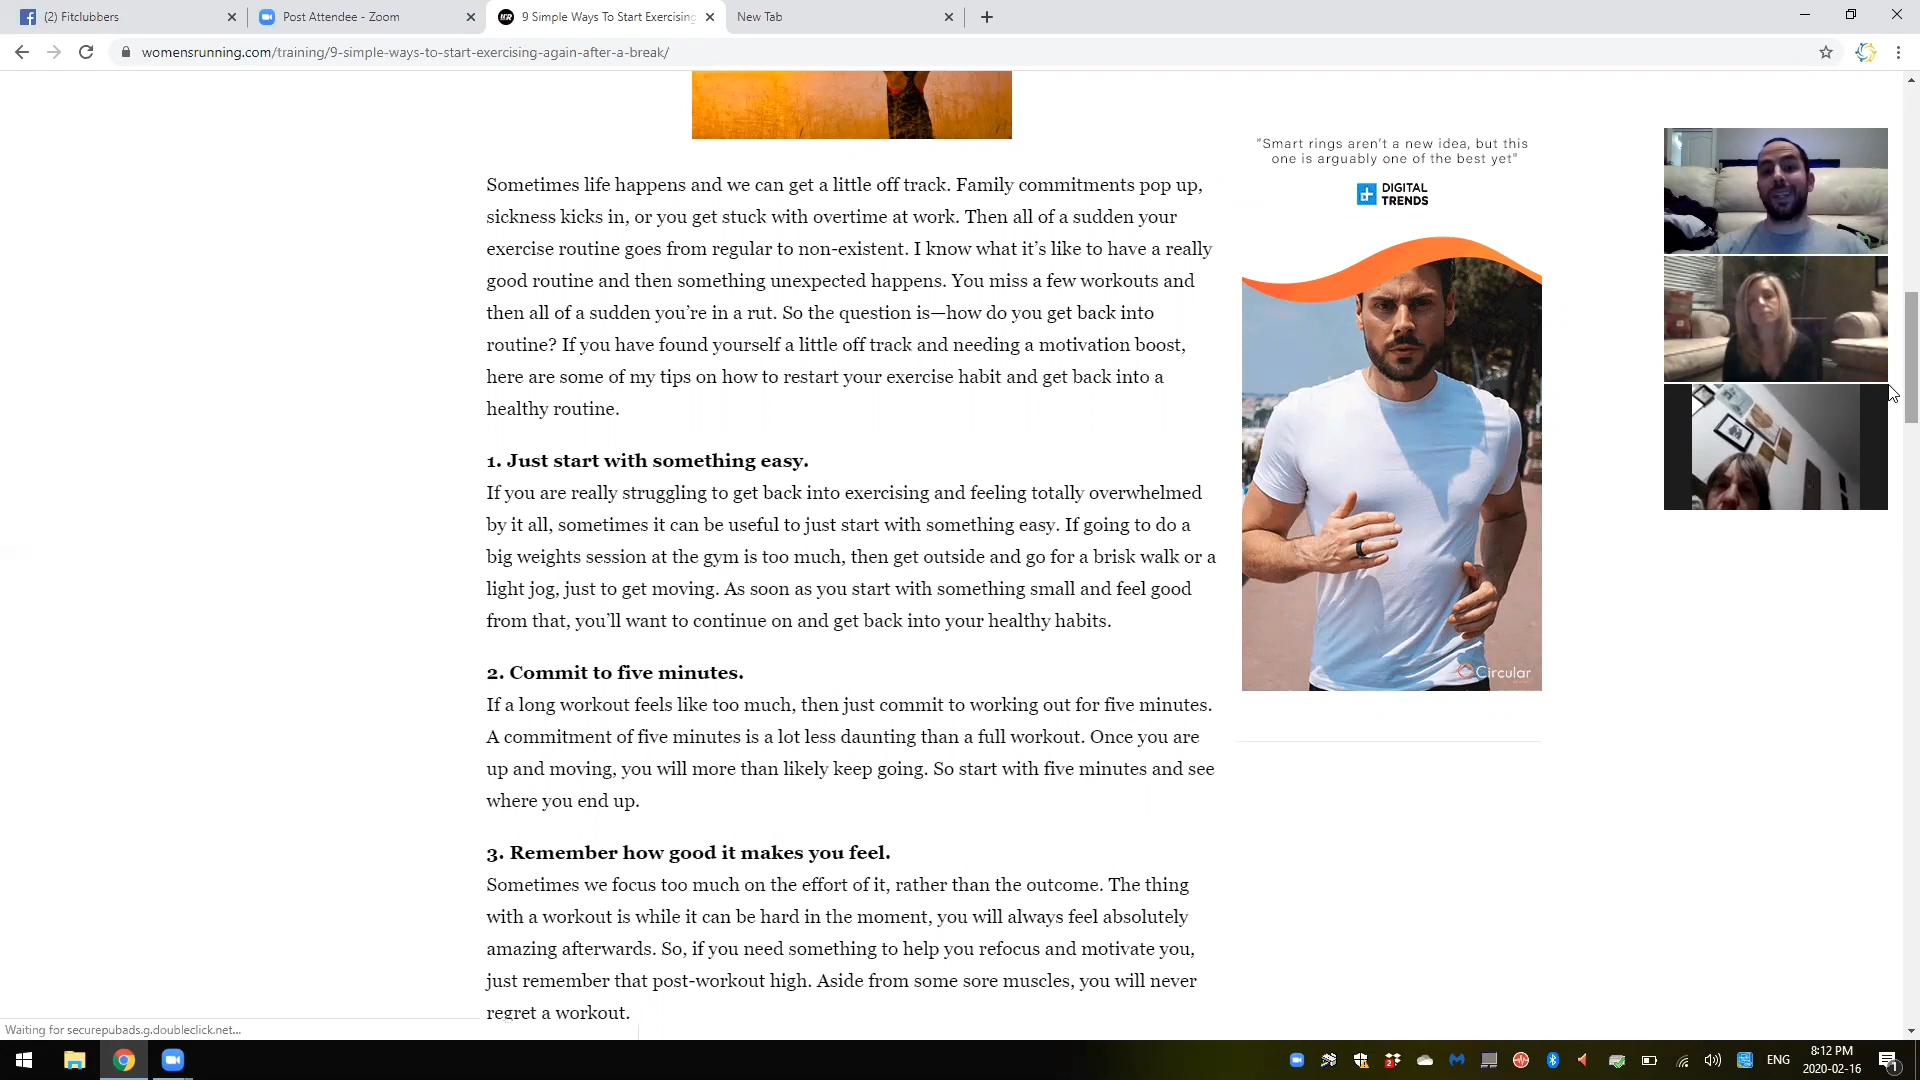 (2) Fitclubbers
Post Attendee - Zoom
9 Simple Ways To Start Exercising
New Tab
womensrunning.com/training/9-simple-ways-to-start-exercising-again-after-a-break/
Sometimes life happens and we can get a little off track. Family commitments pop up,
sickness kicks in, or you get stuck with overtime at work. Then all of a sudden your
exercise routine goes from regular to non-existent. I know what it’s like to have a really
good routine and then something unexpected happens. You miss a few workouts and
then all of a sudden you’re in a rut. So the question is—how do you get back into
routine? If you have found yourself a little off track and needing a motivation boost,
here are some of my tips on how to restart your exercise habit and get back into a
healthy routine.
1. Just start with something easy.
If you are really struggling to get back into exercising and feeling totally overwhelmed
by it all, sometimes it can be useful to just start with something easy. If going to do a
big weights session at the gym is too much, then get outside and go for a brisk walk or a
light jog, just to get moving. As soon as you start with something small and feel good
from that, you’ll want to continue on and get back into your healthy habits.
2. Commit to five minutes.
If a long workout feels like too much, then just commit to working out for five minutes.
A commitment of five minutes is a lot less daunting than a full workout. Once you are
up and moving, you will more than likely keep going. So start with five minutes and see
where you end up.
3. Remember how good it makes you feel.
Sometimes we focus too much on the effort of it, rather than the outcome. The thing
with a workout is while it can be hard in the moment, you will always feel absolutely
amazing afterwards. So, if you need something to help you refocus and motivate you,
just remember that post-workout high. Aside from some sore muscles, you will never
regret a workout.
"Smart rings aren't a new idea, but this
one is arguably one of the best yet"
DIGITAL
TRENDS
Circular
Waiting for securepubads.g.doubleclick.net...
ENG
8:12 PM
2020-02-16
1